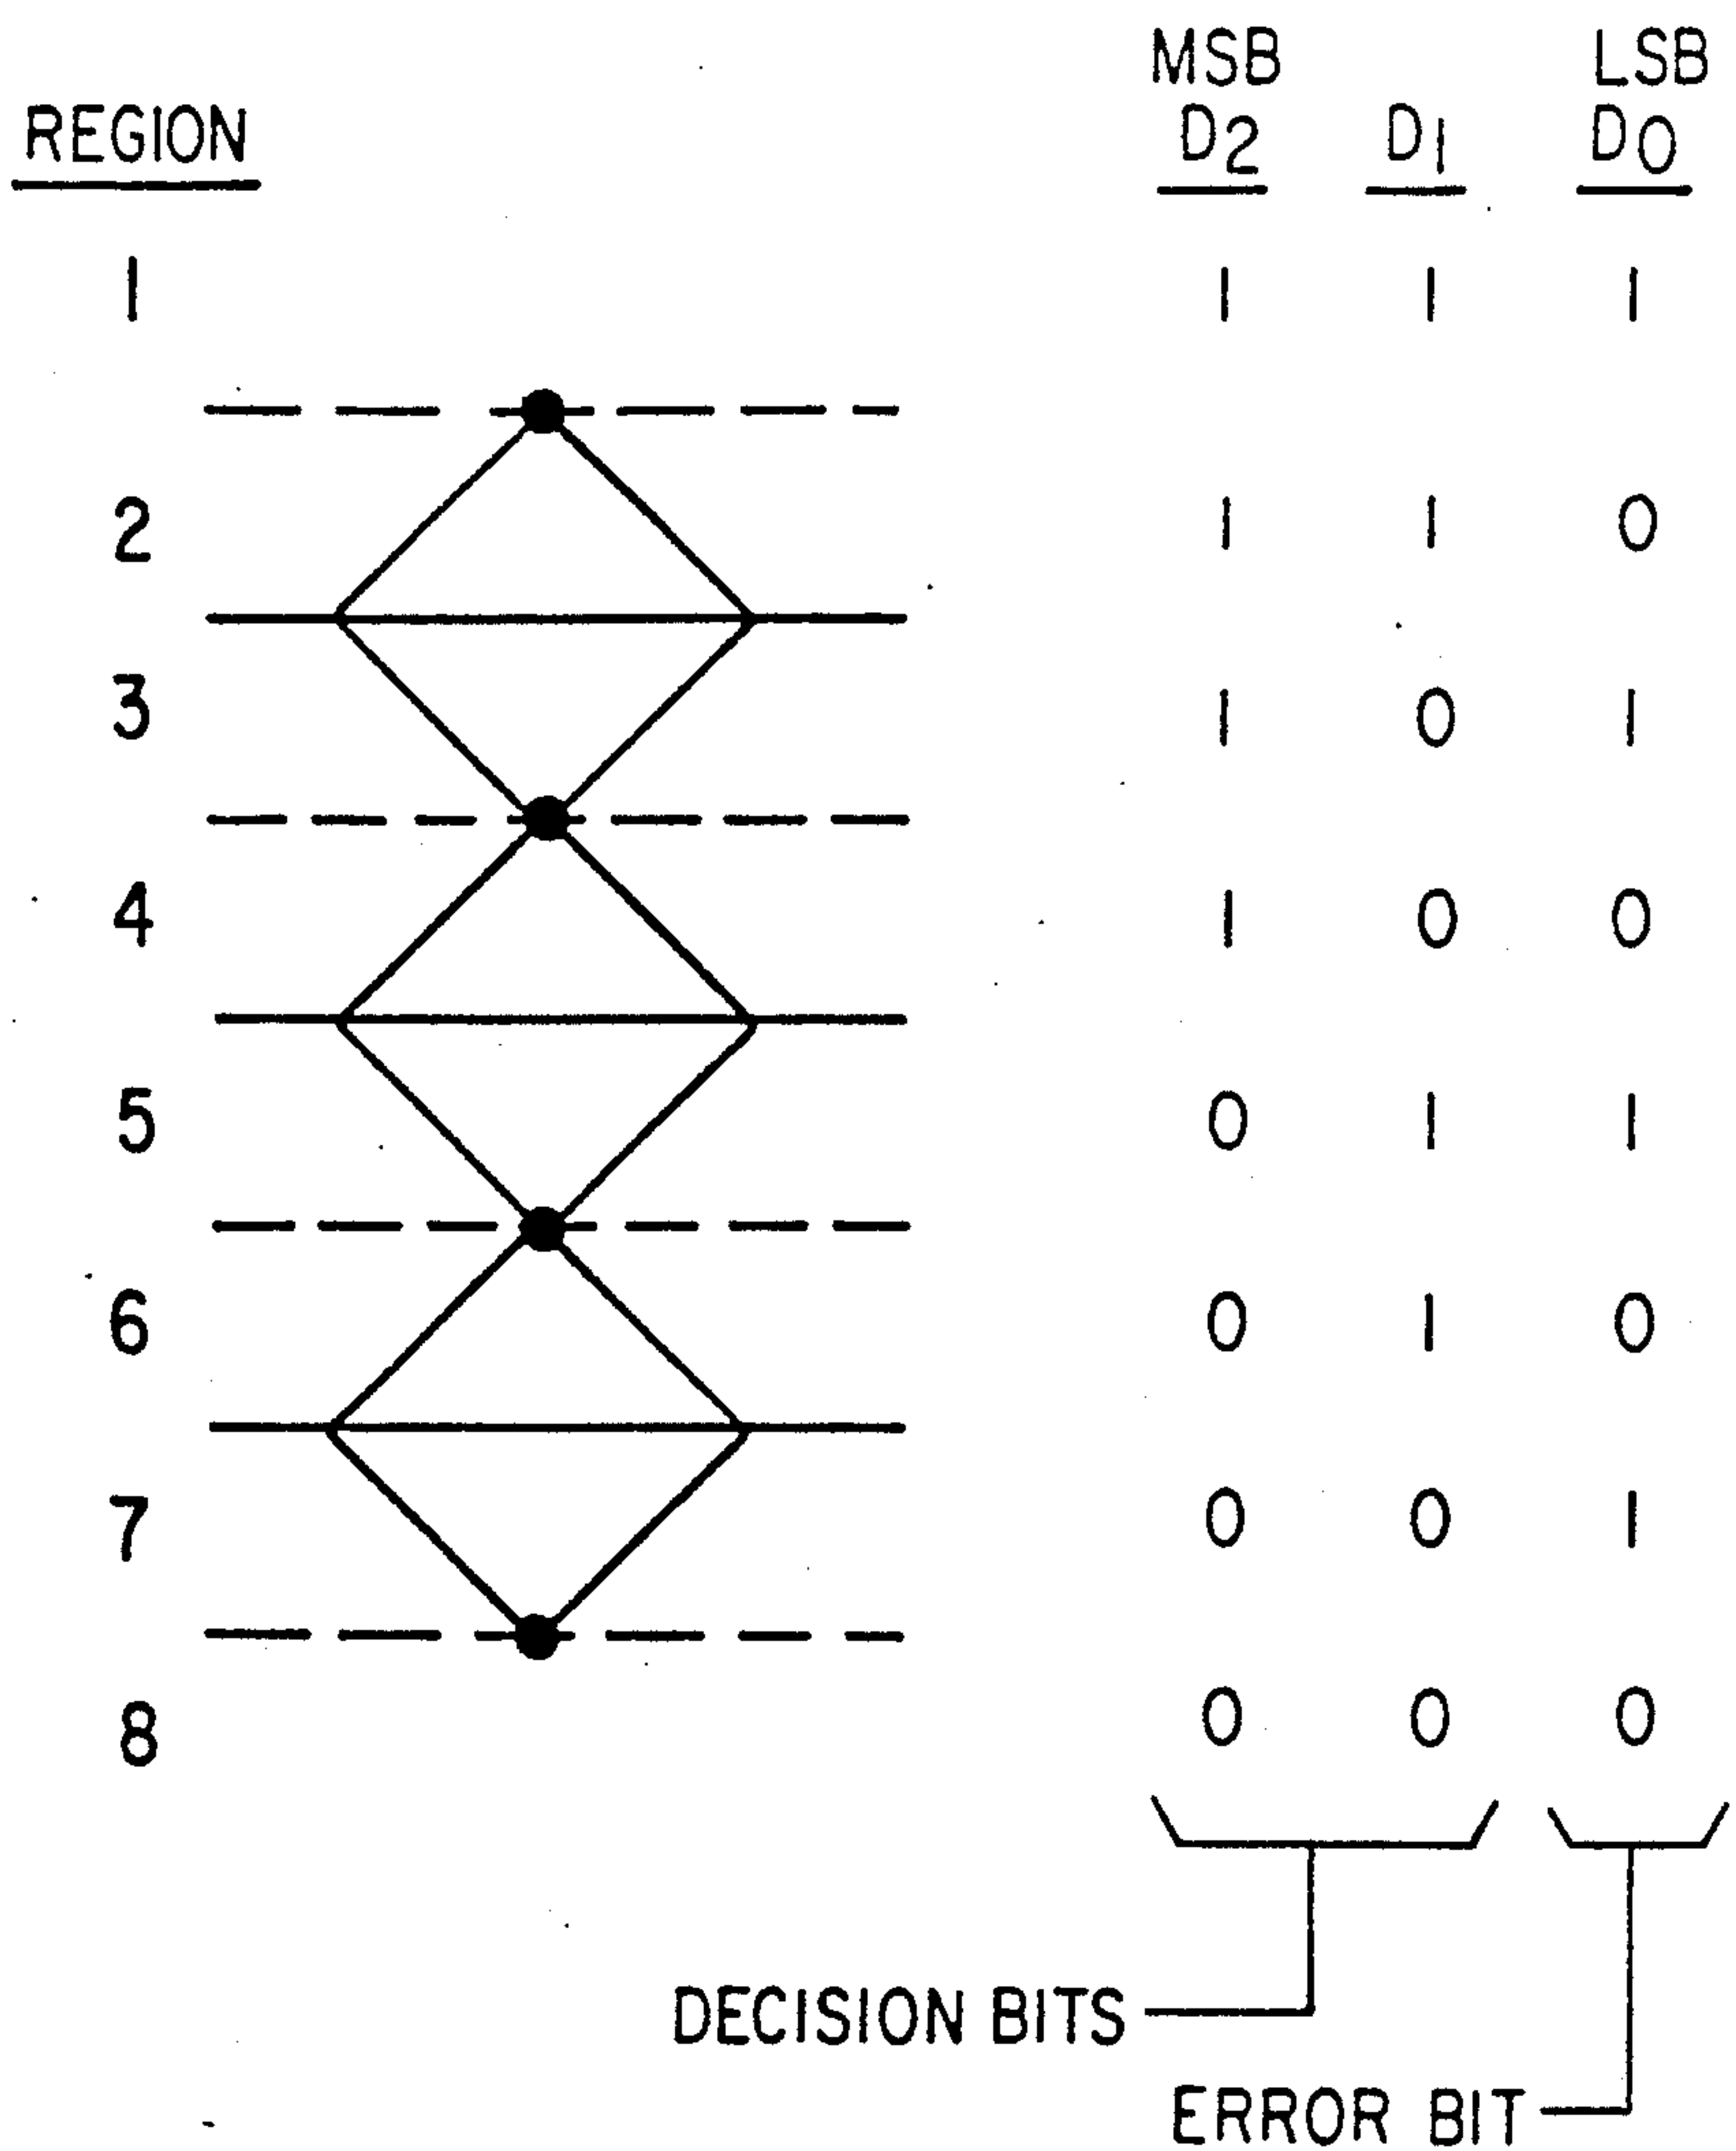 MSB LSB
REGION D2 D1 D0
1 1 1 1
2 1 1 0
3 1 0 1
4 1 0 0
5 0 1 1
6 0 1 0
7 0 0 1
8 0 0 0
DECISION BITS
ERROR BIT